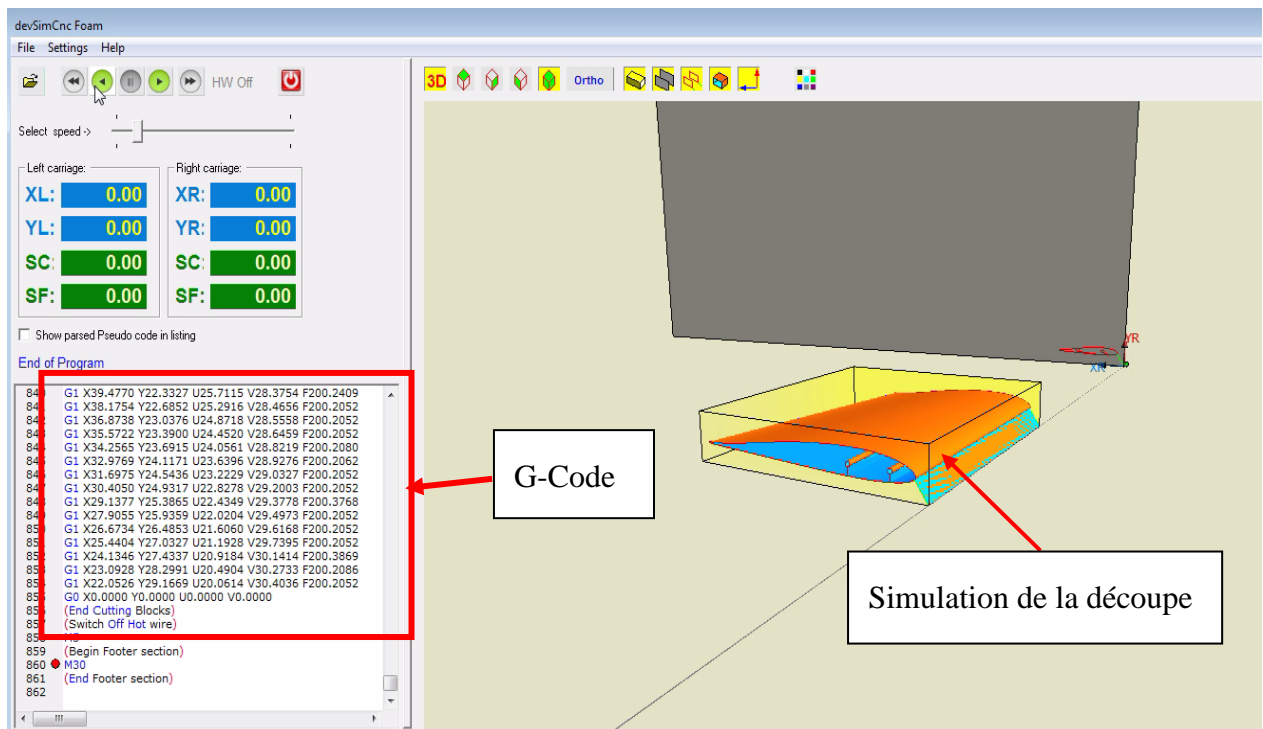 devSimCnc Foam
File Settings Help
HW Off
3D
Ortho
Select speed ->
Left carriage:
Right carriage:
XL: 0.00
XR: 0.00
YL: 0.00
YR: 0.00
SC: 0.00
SC: 0.00
SF: 0.00
SF: 0.00
Show parsed Pseudo code in listing
End of Program
G1 X39.4770 Y22.3327 U25.7115 V28.3754 F200.2409
G1 X38.1754 Y22.6852 U25.2916 V28.4656 F200.2052
G1 X36.8738 Y23.0376 U24.8718 V28.5558 F200.2052
G1 X35.5722 Y23.3900 U24.4520 V28.6459 F200.2052
G1 X34.2565 Y23.6915 U24.0561 V28.8219 F200.2080
G1 X32.9769 Y24.1171 U23.6396 V28.9276 F200.2062
G1 X31.6975 Y24.5436 U23.2229 V29.0327 F200.2052
G1 X30.4050 Y24.9317 U22.8278 V29.2003 F200.2052
G1 X29.1377 Y25.3865 U22.4349 V29.3778 F200.3768
G1 X27.9055 Y25.9359 U22.0204 V29.4973 F200.2052
G1 X26.6734 Y26.4853 U21.6060 V29.6168 F200.2052
G1 X25.4404 Y27.0327 U21.1928 V29.7395 F200.2052
G1 X24.1346 Y27.4337 U20.9184 V30.1414 F200.3869
G1 X23.0928 Y28.2991 U20.4904 V30.2733 F200.2086
G1 X22.0526 Y29.1669 U20.0614 V30.4036 F200.2052
G0 X0.0000 Y0.0000 U0.0000 V0.0000
(End Cutting Blocks)
(Switch Off Hot wire)
859 (Begin Footer section)
860 M30
861 (End Footer section)
862
G-Code
YR
XR
Simulation de la découpe